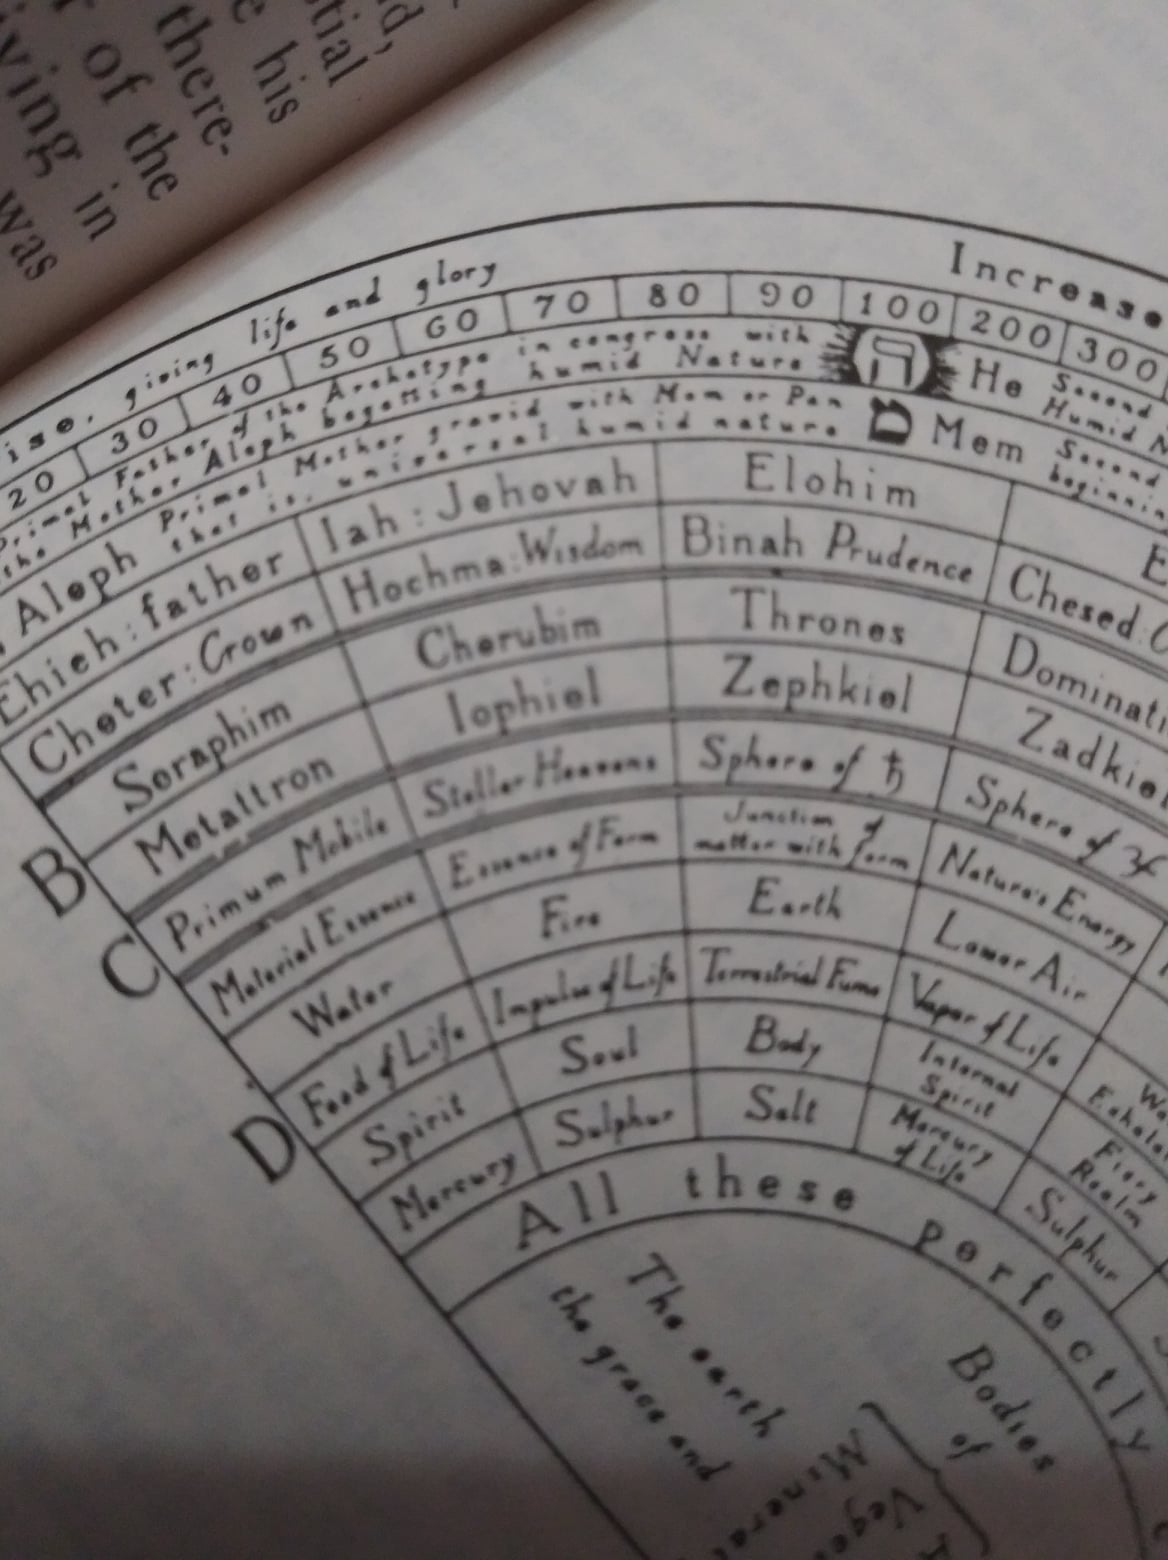 there-
of the
ying in
was
e his
tial
d,
ise, giving life and glory
Increase
20 30 40 50 60 70 80 90 100 200 300
Primal Father of the Archetype in congress with
the Mother Aleph begetting humid Nature
ה He Second
Humid N
Aleph Primal Mother gravid with Mem or Pan
that is, universal humid nature
מ Mem Second
beginnin
Ehieh: father Iah: Jehovah Elohim E
Cheter: Crown Hochma: Wisdom Binah Prudence Chesed: C
Seraphim Cherubim Thrones Dominati
Metattron Iophiel Zephkiel Zadkiel
B
Primum Mobile Stellar Heavens Sphere of ♄ Sphere of ♃
C
Material Essence Essence of Form Junction of
matter with form Nature's Energy
Water Fire Earth Lower Air
Food of Life Impulse of Life Terrestrial Fume Vapor of Life Wa
Exhala
D
Spirit Soul Body Internal
Spirit Fiery
Realm
Mercury Sulphur Salt Mercury
of Life Sulphur
All these perfectly
The earth
the grace and
Bodies
of
Minera
Vege